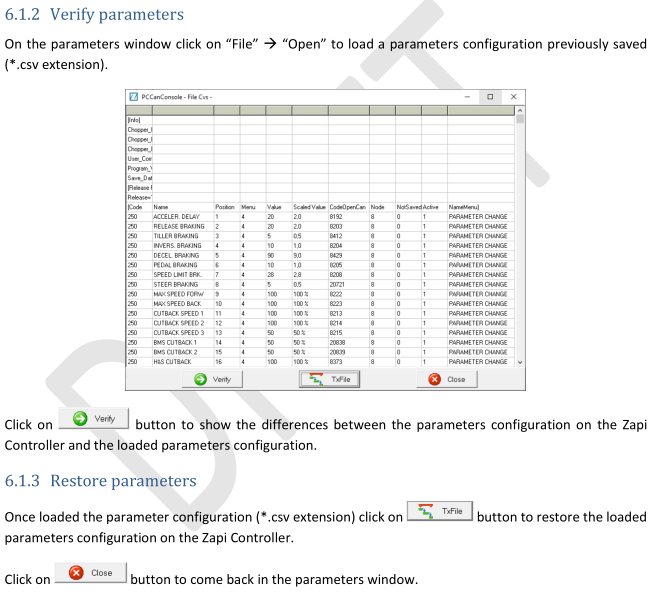 6.1.2 Verify parameters
On the parameters window click on “File” → “Open” to load a parameters configuration previously saved
(*.csv extension).
PCCanConsole - File Cvs -
[Info]
Chopper_I
Chopper_I
Chopper_I
User_Com
Program_V
Save_Dat
[Release f
Release=
[Code Name Position Menu Value Scaled Value CodeOpenCan Node NotSaved Active NameMenu]
250 ACCELER. DELAY 1 4 20 2,0 8192 8 0 1 PARAMETER CHANGE
250 RELEASE BRAKING 2 4 20 2,0 8203 8 0 1 PARAMETER CHANGE
250 TILLER BRAKING 3 4 5 0,5 8412 8 0 1 PARAMETER CHANGE
250 INVERS. BRAKING 4 4 10 1,0 8204 8 0 1 PARAMETER CHANGE
250 DECEL. BRAKING 5 4 90 9,0 8429 8 0 1 PARAMETER CHANGE
250 PEDAL BRAKING 6 4 10 1,0 8205 8 0 1 PARAMETER CHANGE
250 SPEED LIMIT BRK. 7 4 28 2,8 8208 8 0 1 PARAMETER CHANGE
250 STEER BRAKING 8 4 5 0,5 20721 8 0 1 PARAMETER CHANGE
250 MAX SPEED FORW 9 4 100 100 % 8222 8 0 1 PARAMETER CHANGE
250 MAX SPEED BACK 10 4 100 100 % 8223 8 0 1 PARAMETER CHANGE
250 CUTBACK SPEED 1 11 4 100 100 % 8213 8 0 1 PARAMETER CHANGE
250 CUTBACK SPEED 2 12 4 100 100 % 8214 8 0 1 PARAMETER CHANGE
250 CUTBACK SPEED 3 13 4 50 50 % 8215 8 0 1 PARAMETER CHANGE
250 BMS CUTBACK 1 14 4 50 50 % 20838 8 0 1 PARAMETER CHANGE
250 BMS CUTBACK 2 15 4 50 50 % 20839 8 0 1 PARAMETER CHANGE
250 H&S CUTBACK 16 4 100 100 % 8373 8 0 1 PARAMETER CHANGE
Verify TxFile Close
Click on Verify button to show the differences between the parameters configuration on the Zapi
Controller and the loaded parameters configuration.
6.1.3 Restore parameters
Once loaded the parameter configuration (*.csv extension) click on TxFile button to restore the loaded
parameters configuration on the Zapi Controller.
Click on Close button to come back in the parameters window.